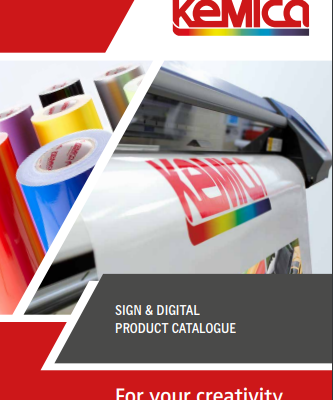 KeMICA
KeMICA
SIGN & DIGITAL
PRODUCT CATALOGUE
For your creativity